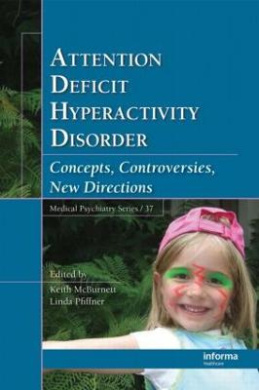 ATTENTION
DEFICIT
HYPERACTIVITY
DISORDER
Concepts, Controversies,
New Directions
Medical Psychiatry Series / 37
Edited by
Keith McBurnett
Linda Pfiffner
informa
healthcare